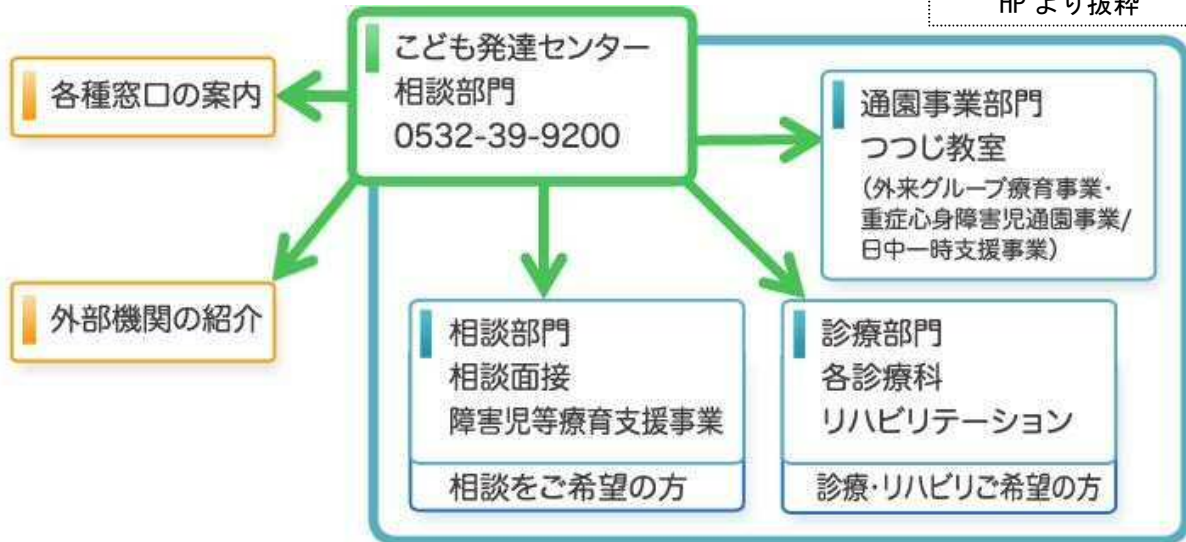 HPより抜粋
こども発達センター
相談部門
0532-39-9200
各種窓口の案内
通園事業部門
つつじ教室
(外来グループ療育事業・
重症心身障害児通園事業/
日中一時支援事業)
外部機関の紹介
相談部門
相談面接
障害児等療育支援事業
相談をご希望の方
診療部門
各診療科
リハビリテーション
診療・リハビリご希望の方